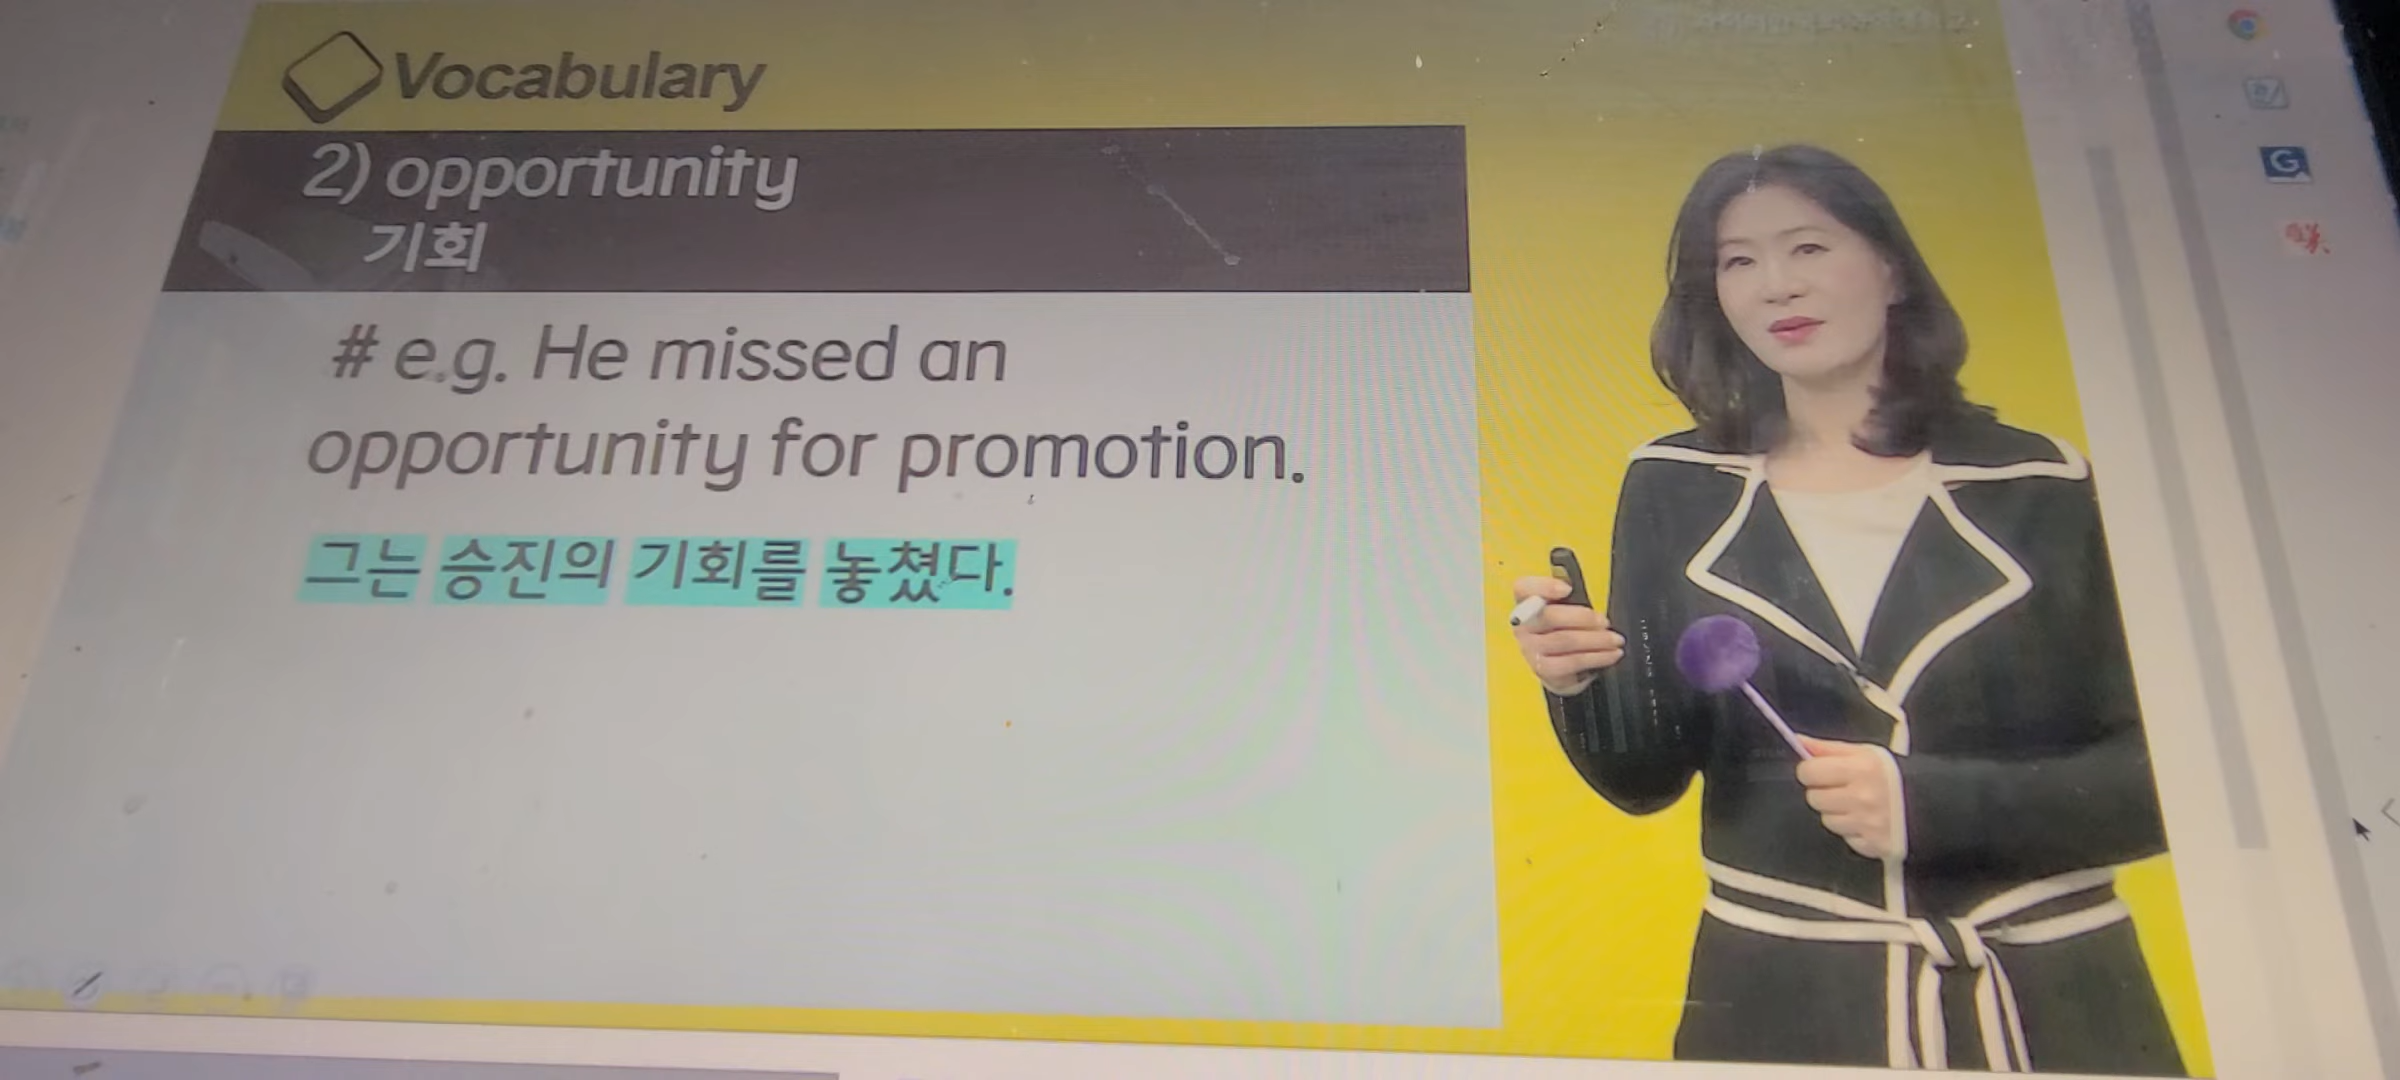 Vocabulary
2) opportunity
기회
# e.g. He missed an
opportunity for promotion.
그는 승진의 기회를 놓쳤다.
G